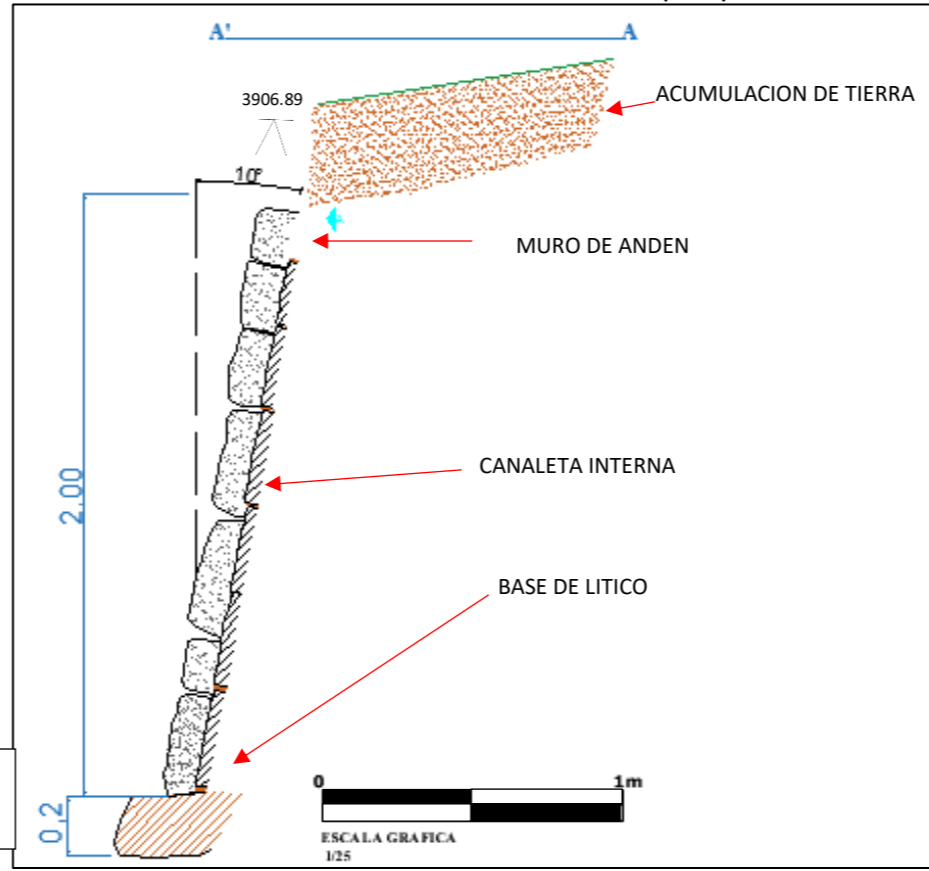 A' A
3906.89
ACUMULACION DE TIERRA
10°
MURO DE ANDEN
CANALETA INTERNA
2.00
BASE DE LITICO
0 1m
0.2
ESCALA GRAFICA
1/25